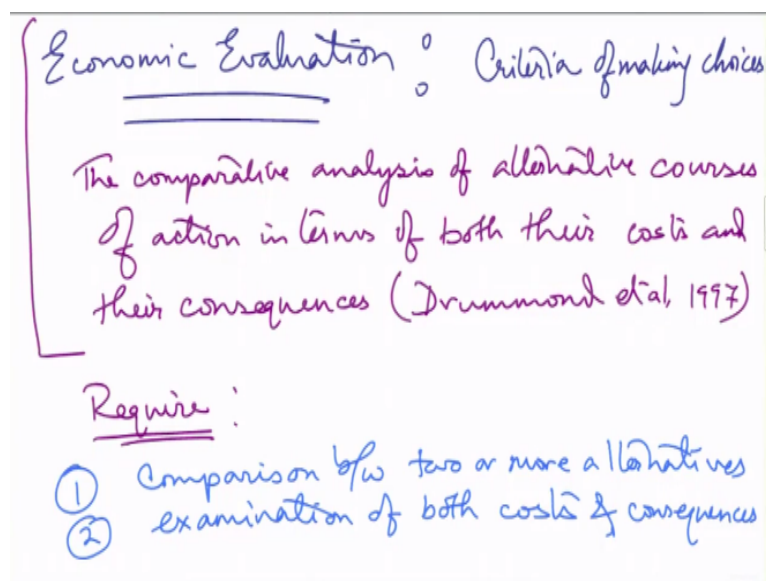 Economic Evaluation : Criteria of making choices
The comparative analysis of alternative courses
of action in terms of both their costs and
their consequences (Drummond et al, 1997)
Require :
① Comparison b/w two or more alternatives
② examination of both costs & consequences